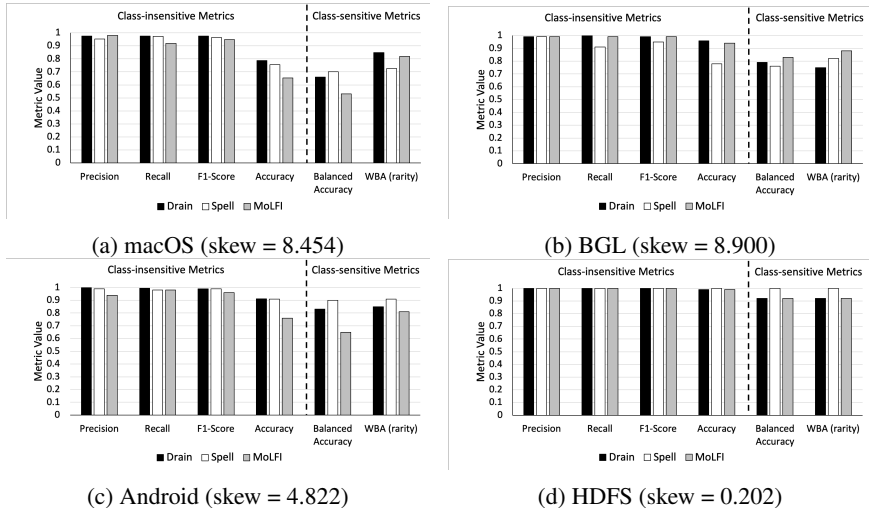 Class-insensitive Metrics Class-sensitive Metrics
Metric Value
1
0.9
0.8
0.7
0.6
0.5
0.4
0.3
0.2
0.1
0
Precision Recall F1-Score Accuracy Balanced Accuracy WBA (rarity)
Drain Spell MoLFI
(a) macOS (skew = 8.454)
Class-insensitive Metrics Class-sensitive Metrics
Metric Value
1
0.9
0.8
0.7
0.6
0.5
0.4
0.3
0.2
0.1
0
Precision Recall F1-Score Accuracy Balanced Accuracy WBA (rarity)
Drain Spell MoLFI
(b) BGL (skew = 8.900)
Class-insensitive Metrics Class-sensitive Metrics
Metric Value
1
0.9
0.8
0.7
0.6
0.5
0.4
0.3
0.2
0.1
0
Precision Recall F1-Score Accuracy Balanced Accuracy WBA (rarity)
Drain Spell MoLFI
(c) Android (skew = 4.822)
Class-insensitive Metrics Class-sensitive Metrics
Metric Value
1
0.9
0.8
0.7
0.6
0.5
0.4
0.3
0.2
0.1
0
Precision Recall F1-Score Accuracy Balanced Accuracy WBA (rarity)
Drain Spell MoLFI
(d) HDFS (skew = 0.202)